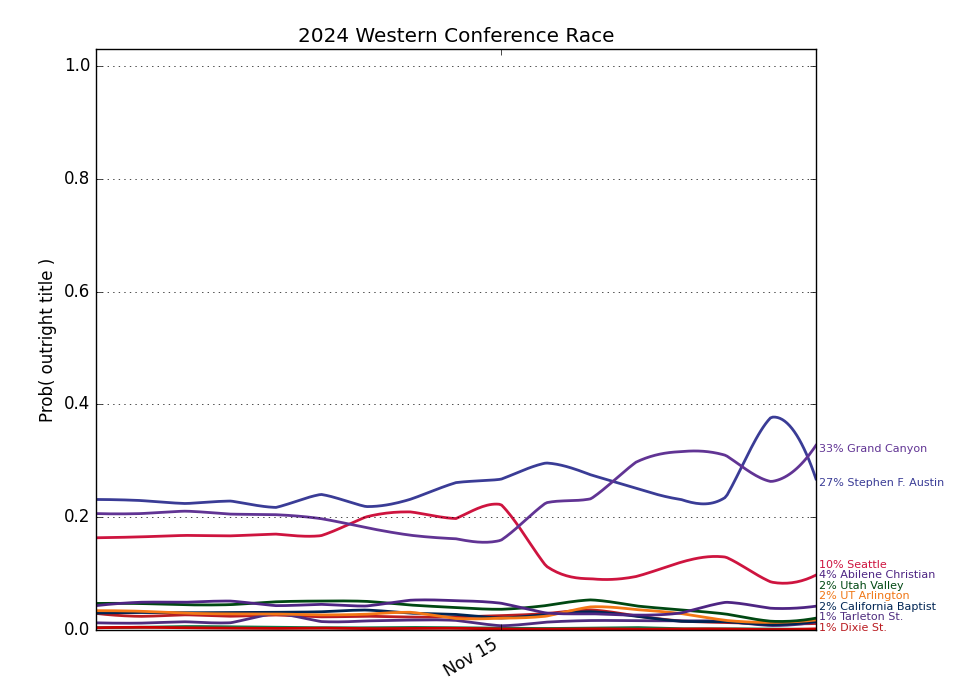 2024 Western Conference Race
Prob( outright title )
1.0
0.8
0.6
0.4
0.2
0.0
Nov 15
33% Grand Canyon
27% Stephen F. Austin
10% Seattle
4% Abilene Christian
2% Utah Valley
2% UT Arlington
2% California Baptist
1% Tarleton St.
1% Dixie St.